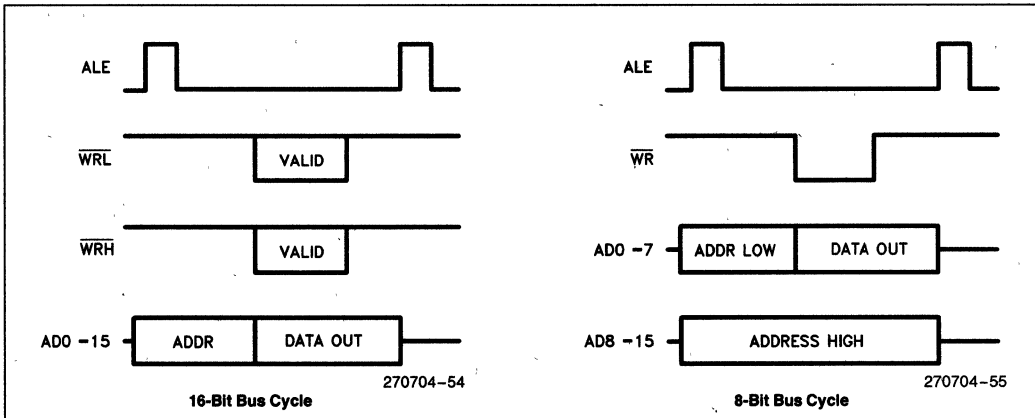 ALE
WRL
VALID
WRH
VALID
AD0 -15
ADDR
DATA OUT
270704-54
16-Bit Bus Cycle
ALE
WR
AD0 -7
ADDR LOW
DATA OUT
AD8 -15
ADDRESS HIGH
270704-55
8-Bit Bus Cycle